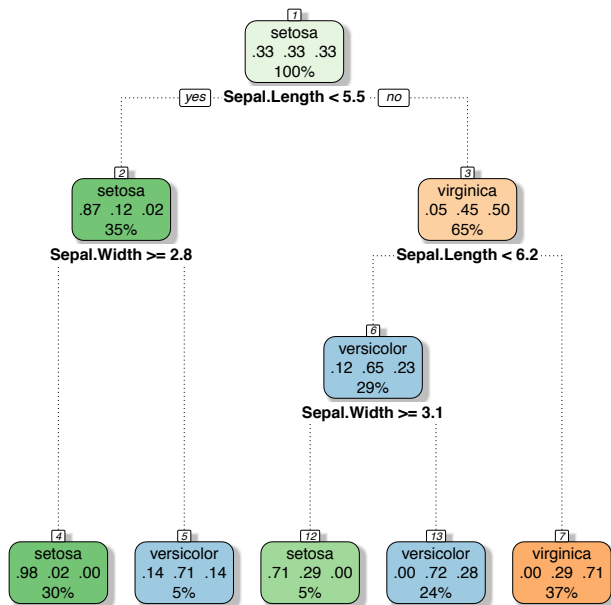 1
setosa
.33 .33 .33
100%
yes Sepal.Length < 5.5 no
2
setosa
.87 .12 .02
35%
Sepal.Width >= 2.8
3
virginica
.05 .45 .50
65%
Sepal.Length < 6.2
6
versicolor
.12 .65 .23
29%
Sepal.Width >= 3.1
4
setosa
.98 .02 .00
30%
5
versicolor
.14 .71 .14
5%
12
setosa
.71 .29 .00
5%
13
versicolor
.00 .72 .28
24%
7
virginica
.00 .29 .71
37%